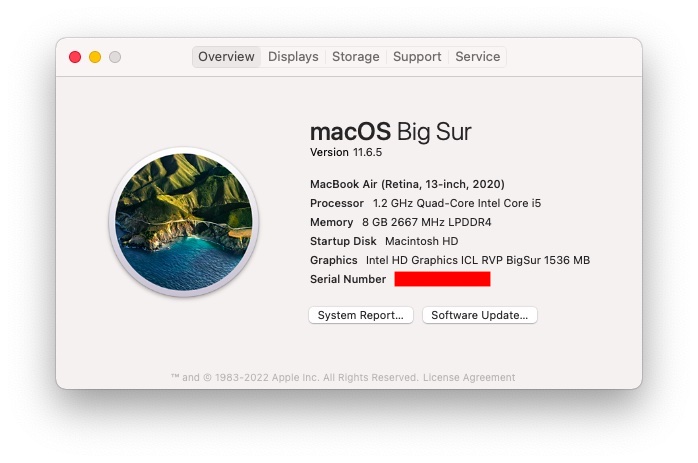 Overview Displays Storage Support Service
macOS Big Sur
Version 11.6.5
MacBook Air (Retina, 13-inch, 2020)
Processor 1.2 GHz Quad-Core Intel Core i5
Memory 8 GB 2667 MHz LPDDR4
Startup Disk Macintosh HD
Graphics Intel HD Graphics ICL RVP BigSur 1536 MB
Serial Number
System Report... Software Update...
™ and © 1983-2022 Apple Inc. All Rights Reserved. License Agreement